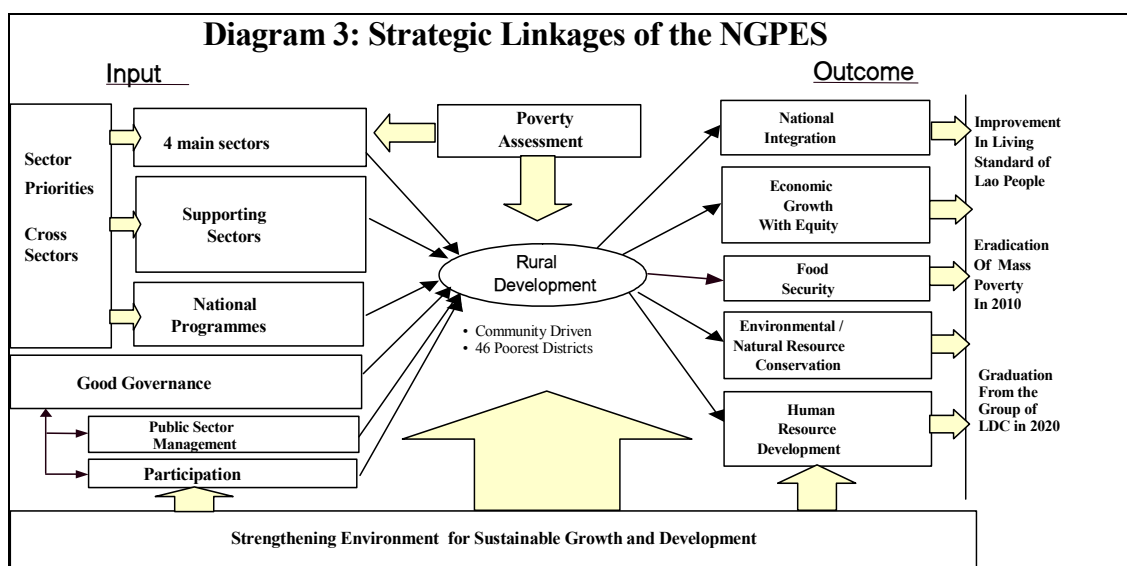 Diagram 3: Strategic Linkages of the NGPES
Input
Outcome
Sector
Priorities
Cross
Sectors
4 main sectors
Supporting
Sectors
National
Programmes
Good Governance
Public Sector
Management
Participation
Poverty
Assessment
Rural
Development
• Community Driven
• 46 Poorest Districts
National
Integration
Economic
Growth
With Equity
Food
Security
Environmental /
Natural Resource
Conservation
Human
Resource
Development
Improvement
In Living
Standard of
Lao People
Eradication
Of Mass
Poverty
In 2010
Graduation
From the
Group of
LDC in 2020
Strengthening Environment for Sustainable Growth and Development